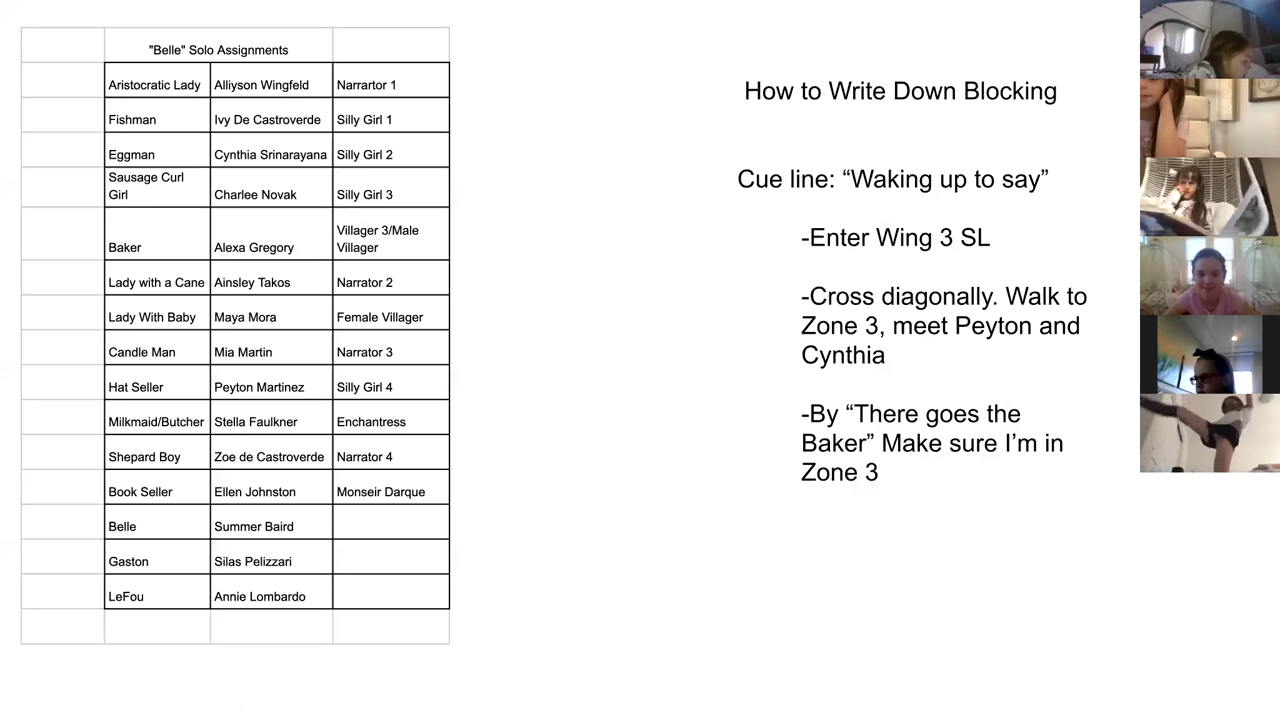 "Belle" Solo Assignments
Aristocratic Lady Alliyson Wingfeld Narrartor 1
Fishman Ivy De Castroverde Silly Girl 1
Eggman Cynthia Srinarayana Silly Girl 2
Sausage Curl
Girl Charlee Novak Silly Girl 3
Villager 3/Male
Baker Alexa Gregory Villager
Lady with a Cane Ainsley Takos Narrator 2
Lady With Baby Maya Mora Female Villager
Candle Man Mia Martin Narrator 3
Hat Seller Peyton Martinez Silly Girl 4
Milkmaid/Butcher Stella Faulkner Enchantress
Shepard Boy Zoe de Castroverde Narrator 4
Book Seller Ellen Johnston Monseir Darque
Belle Summer Baird
Gaston Silas Pelizzari
LeFou Annie Lombardo
How to Write Down Blocking
Cue line: “Waking up to say”
-Enter Wing 3 SL
-Cross diagonally. Walk to
Zone 3, meet Peyton and
Cynthia
-By “There goes the
Baker” Make sure I’m in
Zone 3